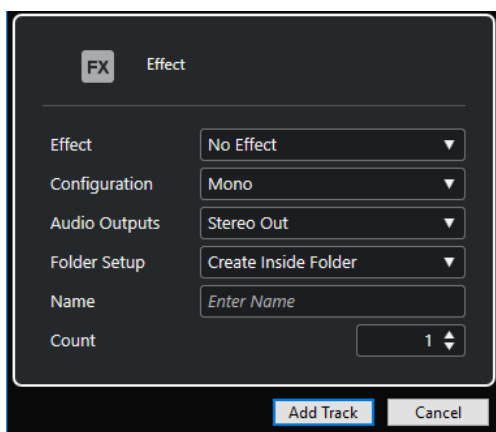 FX Effect
Effect No Effect
Configuration Mono
Audio Outputs Stereo Out
Folder Setup Create Inside Folder
Name Enter Name
Count 1
Add Track Cancel